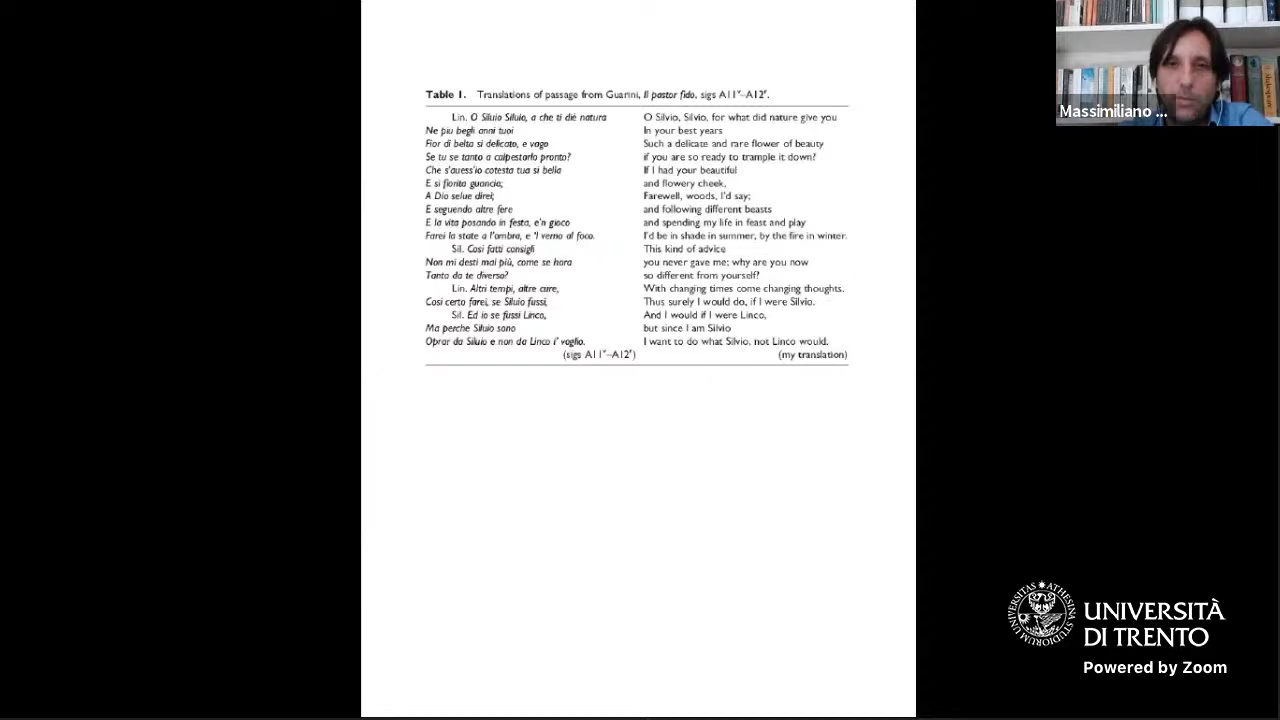 Table 1. Translations of passage from Guarini, Il pastor fido, sigs A11ᵛ–A12ʳ.
Lin. O Siluio Siluio, a che ti diè natura
Ne piu begli anni tuoi
Fior di belta si delicato, e vago
Se tu se tanto a calpestarlo pronto?
Che s'auess'io cotesta tua si bella
E si fiorita guancia;
A Dio selue direi;
E seguendo altre fere
E la vita posando in festa, e'n gioco
Farei la state a l'ombra, e 'l verno al foco.
Sil. Cosi fatti consigli
Non mi desti mai più, come se hora
Tanto da te diverso?
Lin. Altri tempi, altre cure,
Cosi certo farei, se Siluio fussi,
Sil. Ed io se fussi Linco,
Ma perche Siluio sono
Oprar da Siluio e non da Linco i' voglio.
(sigs A11ᵛ–A12ʳ)
O Silvio, Silvio, for what did nature give you
In your best years
Such a delicate and rare flower of beauty
if you are so ready to trample it down?
If I had your beautiful
and flowery cheek,
Farewell, woods, I'd say;
and following different beasts
and spending my life in feast and play
I'd be in shade in summer, by the fire in winter.
This kind of advice
you never gave me; why are you now
so different from yourself?
With changing times come changing thoughts.
Thus surely I would do, if I were Silvio.
And I would if I were Linco,
but since I am Silvio
I want to do what Silvio, not Linco would.
(my translation)
Massimiliano ...
UNIVERSITÀ
DI TRENTO
Powered by Zoom